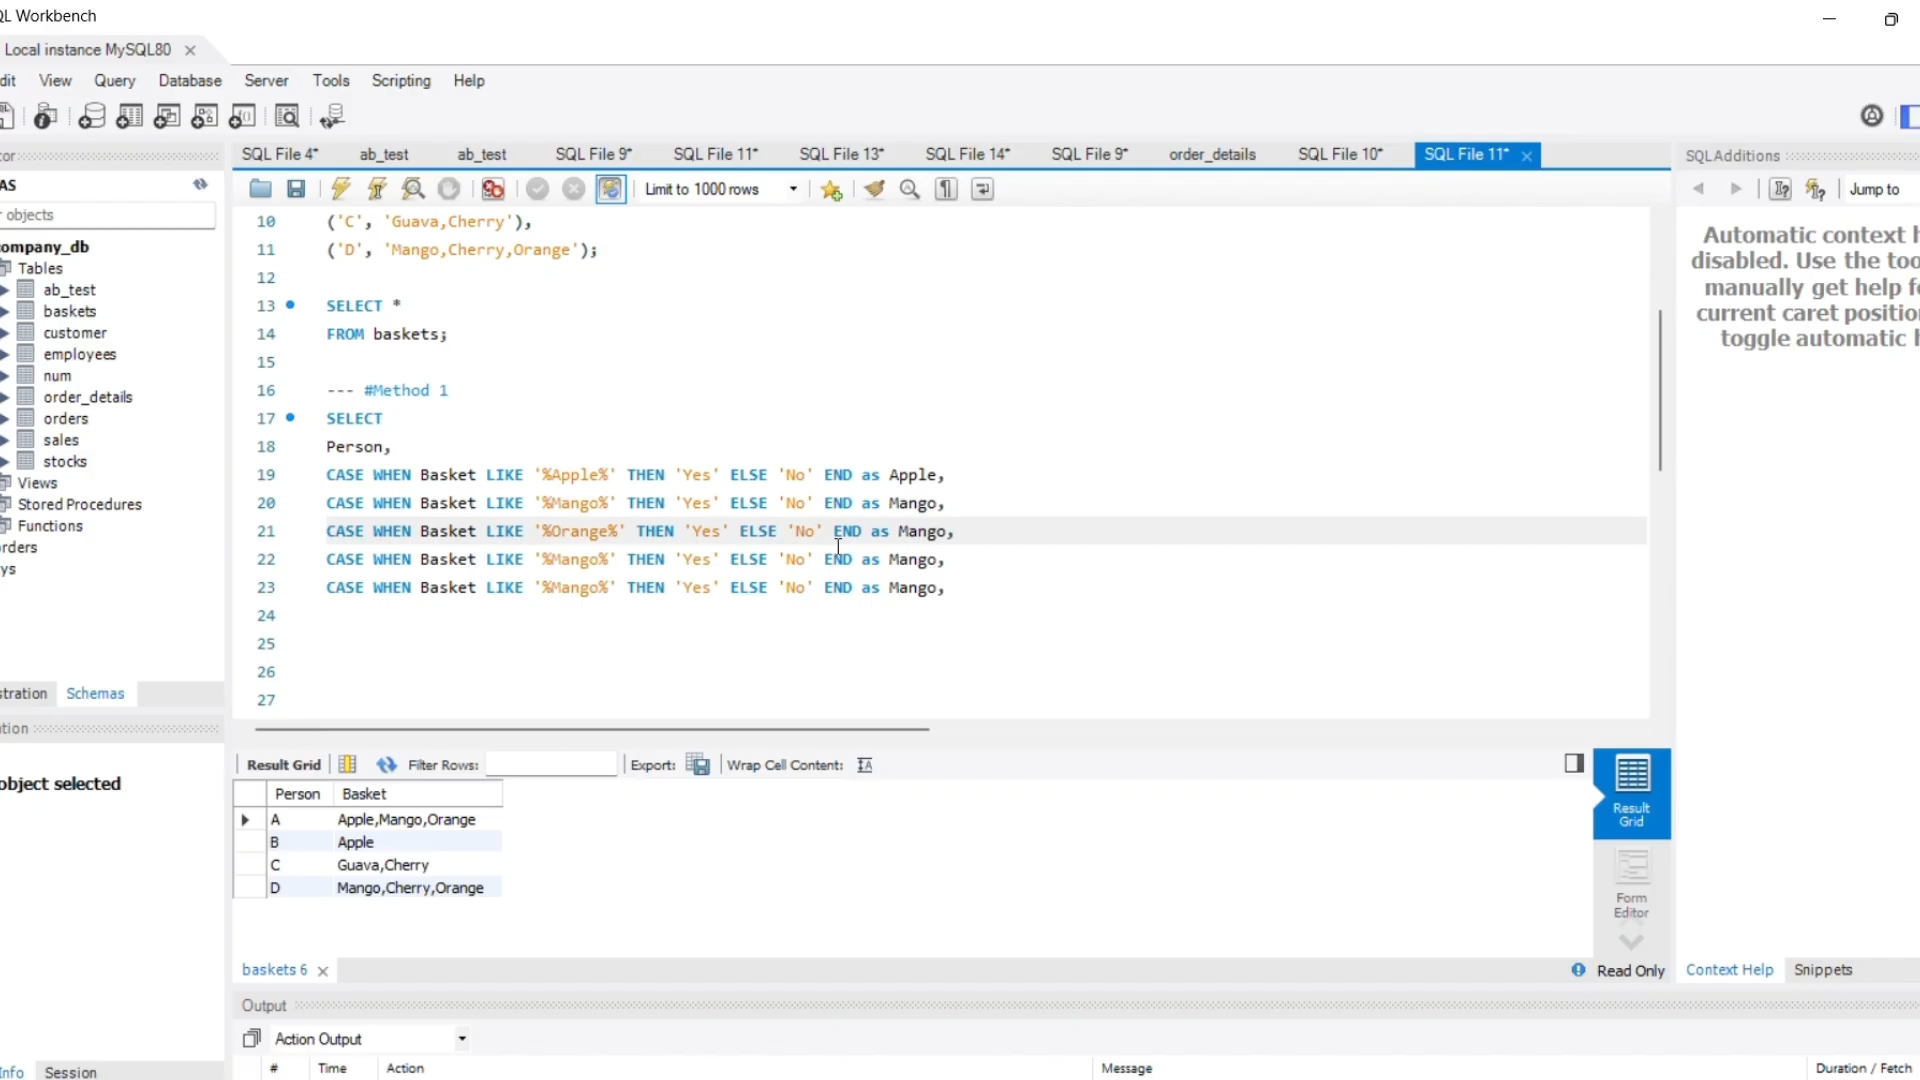 QL Workbench
Local instance MySQL80
dit View Query Database Server Tools Scripting Help
SQL File 4* ab_test ab_test SQL File 9* SQL File 11* SQL File 13* SQL File 14* SQL File 9* order_details SQL File 10* SQL File 11*
SQLAdditions
Limit to 1000 rows
Jump to
AS
objects
ompany_db
Tables
ab_test
baskets
customer
employees
num
order_details
orders
sales
stocks
Views
Stored Procedures
Functions
rders
ys
stration Schemas
tion
object selected
nfo Session
10 ('C', 'Guava,Cherry'),
11 ('D', 'Mango,Cherry,Orange');
12
13 SELECT *
14 FROM baskets;
15
16 --- #Method 1
17 SELECT
18 Person,
19 CASE WHEN Basket LIKE '%Apple%' THEN 'Yes' ELSE 'No' END as Apple,
20 CASE WHEN Basket LIKE '%Mango%' THEN 'Yes' ELSE 'No' END as Mango,
21 CASE WHEN Basket LIKE '%Orange%' THEN 'Yes' ELSE 'No' END as Mango,
22 CASE WHEN Basket LIKE '%Mango%' THEN 'Yes' ELSE 'No' END as Mango,
23 CASE WHEN Basket LIKE '%Mango%' THEN 'Yes' ELSE 'No' END as Mango,
24
25
26
27
Automatic context h
disabled. Use the too
manually get help f
current caret position
toggle automatic h
Result Grid Filter Rows: Export: Wrap Cell Content:
Person Basket
A Apple,Mango,Orange
B Apple
C Guava,Cherry
D Mango,Cherry,Orange
Result
Grid
Form
Editor
baskets 6
Read Only
Context Help Snippets
Output
Action Output
# Time Action Message Duration / Fetch